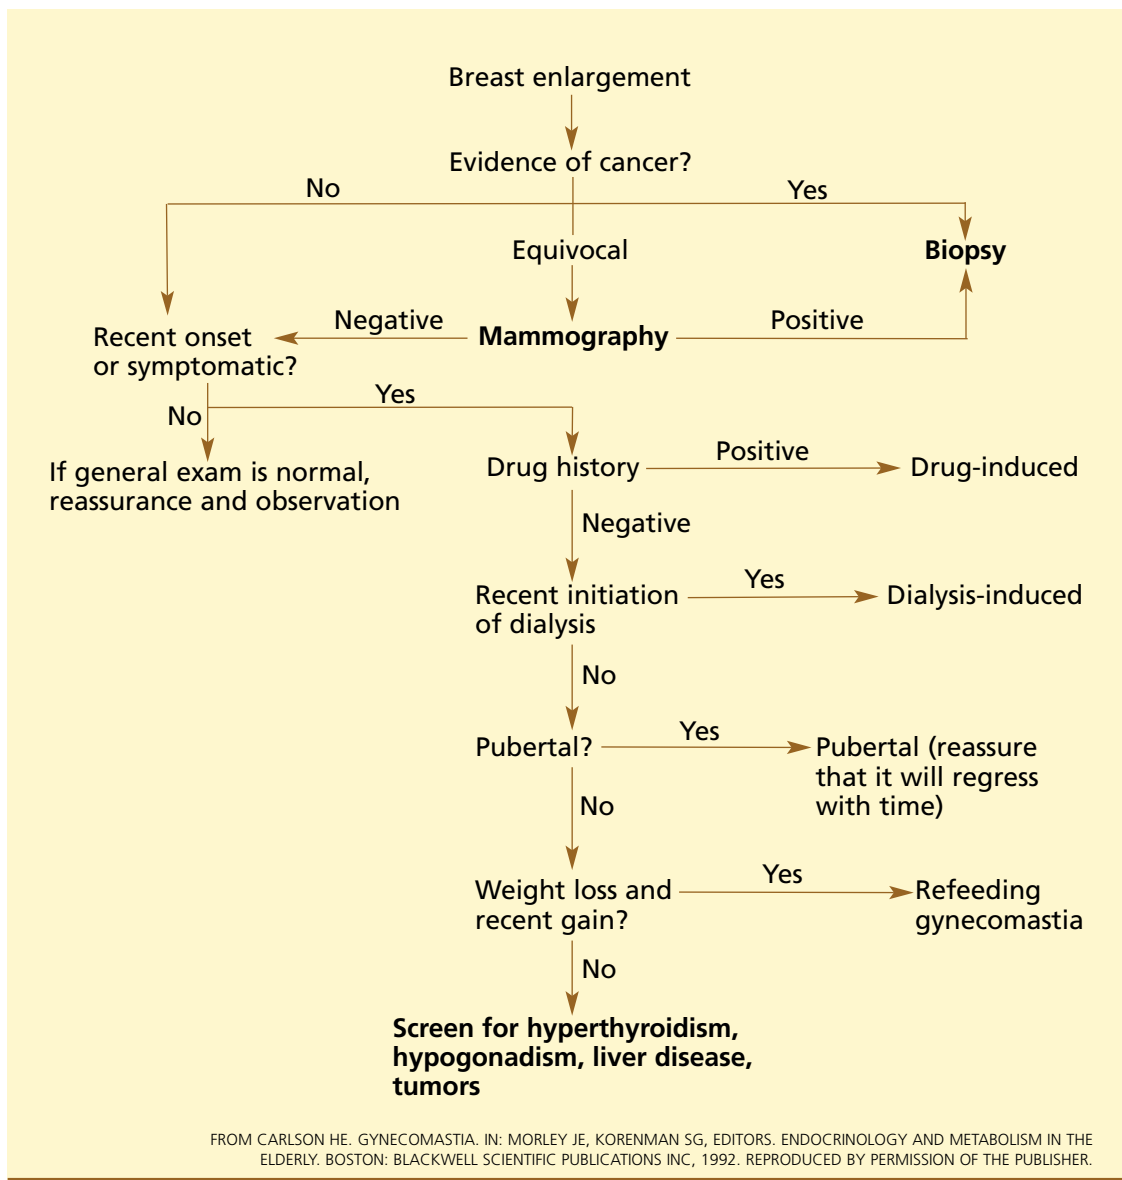 Breast enlargement
Evidence of cancer?
No
Yes
Equivocal
Biopsy
Negative
Mammography
Positive
Recent onset
or symptomatic?
Yes
No
If general exam is normal,
reassurance and observation
Drug history
Positive
Drug-induced
Negative
Recent initiation
of dialysis
Yes
Dialysis-induced
No
Pubertal?
Yes
Pubertal (reassure
that it will regress
with time)
No
Weight loss and
recent gain?
Yes
Refeeding
gynecomastia
No
Screen for hyperthyroidism,
hypogonadism, liver disease,
tumors
FROM CARLSON HE. GYNECOMASTIA. IN: MORLEY JE, KORENMAN SG, EDITORS. ENDOCRINOLOGY AND METABOLISM IN THE
ELDERLY. BOSTON: BLACKWELL SCIENTIFIC PUBLICATIONS INC, 1992. REPRODUCED BY PERMISSION OF THE PUBLISHER.